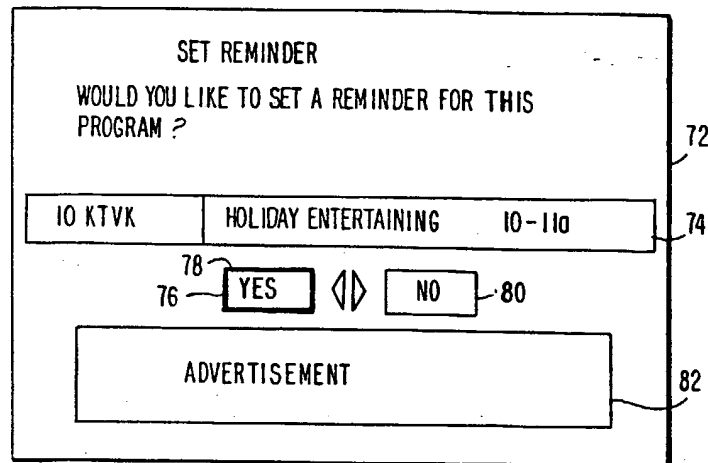 SET REMINDER
WOULD YOU LIKE TO SET A REMINDER FOR THIS
PROGRAM ?
72
10 KTVK HOLIDAY ENTERTAINING 10-11a
74
78
76 YES NO 80
ADVERTISEMENT
82